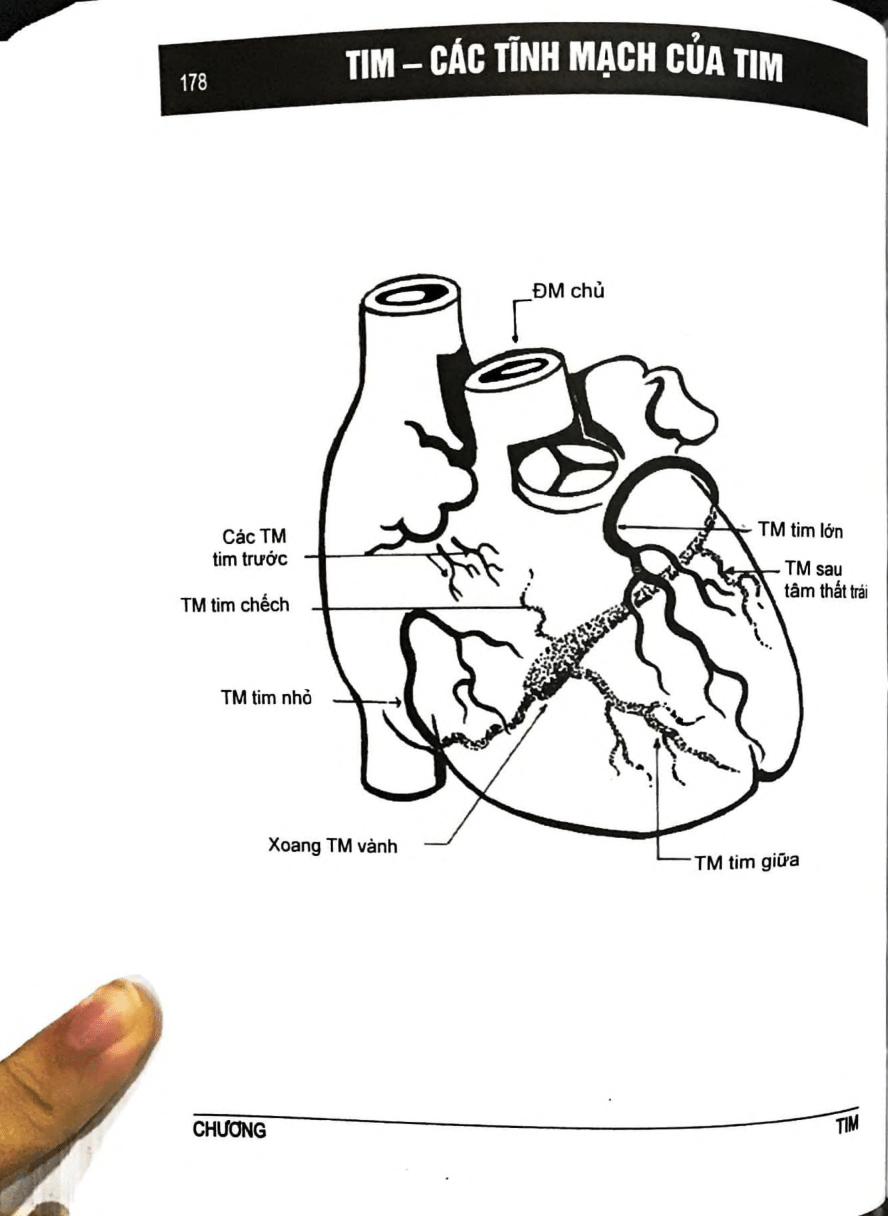 178
TIM – CÁC TĨNH MẠCH CỦA TIM
ĐM chủ
Các TM
tim trước
TM tim lớn
TM sau
tâm thất trái
TM tim chếch
TM tim nhỏ
Xoang TM vành
TM tim giữa
CHƯƠNG
TIM